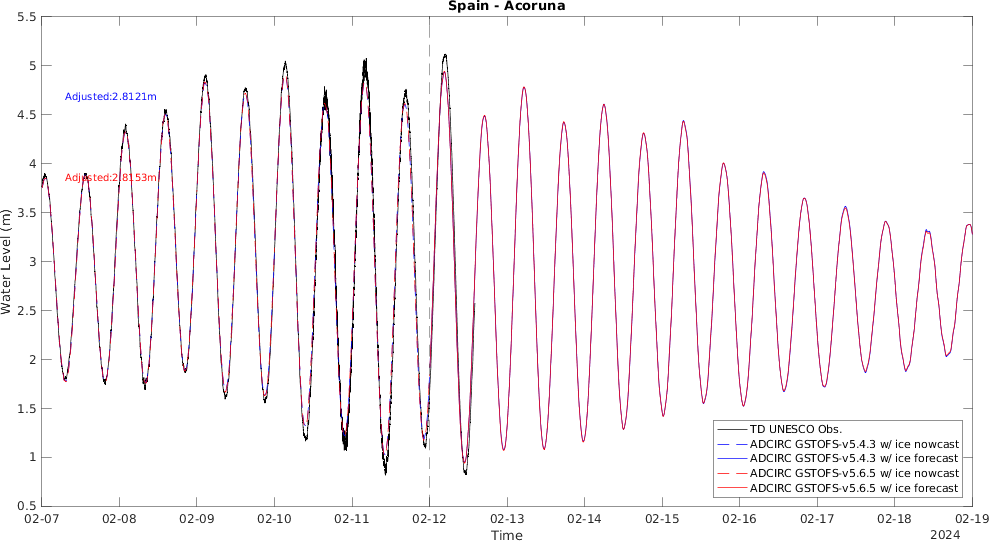 Spain - Acoruna
5.5
5
4.5
4
3.5
3
2.5
2
1.5
1
0.5
Water Level (m)
Adjusted:2.8121m
Adjusted:2.8153m
TD UNESCO Obs.
ADCIRC GSTOFS-v5.4.3 w/ ice nowcast
ADCIRC GSTOFS-v5.4.3 w/ ice forecast
ADCIRC GSTOFS-v5.6.5 w/ ice nowcast
ADCIRC GSTOFS-v5.6.5 w/ ice forecast
02-07 02-08 02-09 02-10 02-11 02-12 02-13 02-14 02-15 02-16 02-17 02-18 02-19
Time
2024